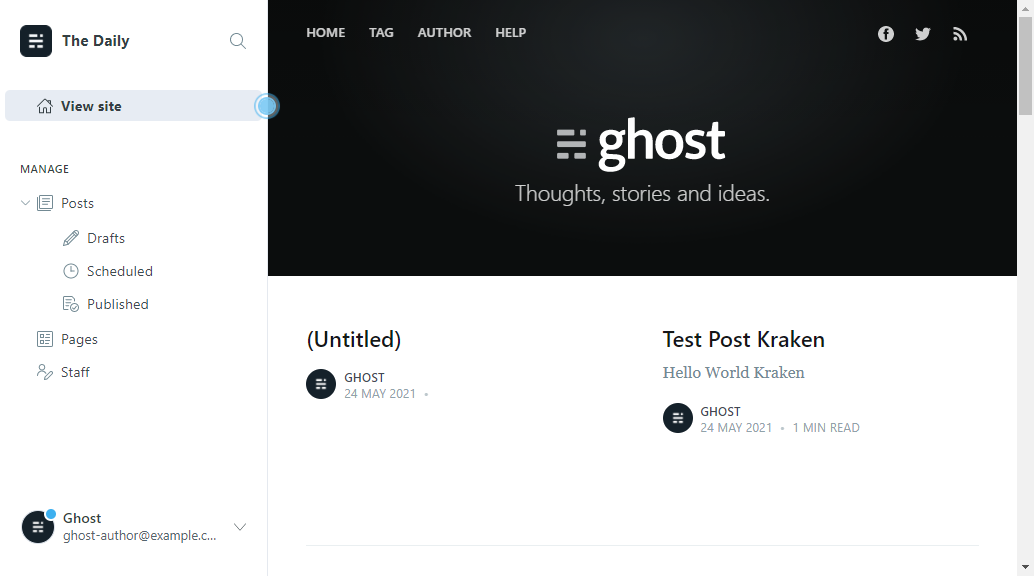 The Daily
View site
MANAGE
Posts
Drafts
Scheduled
Published
Pages
Staff
Ghost
ghost-author@example.c...
HOME TAG AUTHOR HELP
ghost
Thoughts, stories and ideas.
(Untitled)
GHOST
24 MAY 2021 •
Test Post Kraken
Hello World Kraken
GHOST
24 MAY 2021 • 1 MIN READ